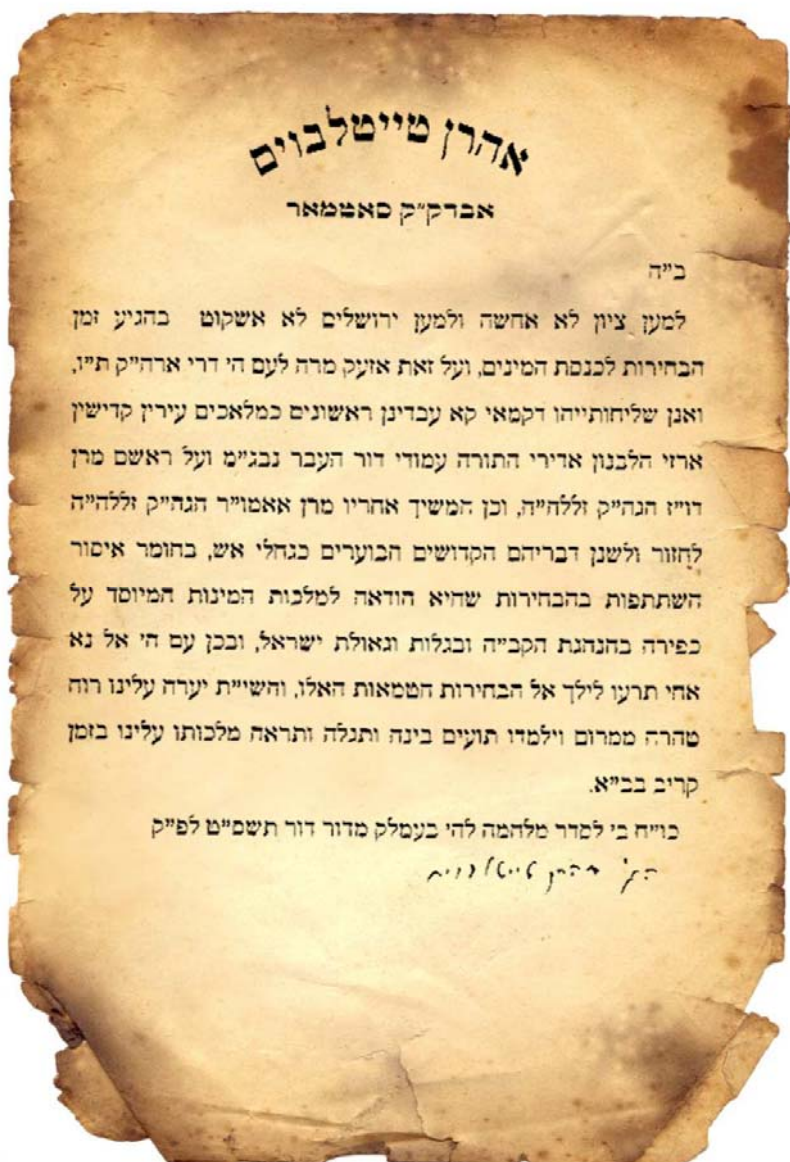 אהרן טייטלבוים
אבדק״ק סאטמאר
ב״ה
למען ציון לא אחשה ולמען ירושלים לא אשקוט בהגיע זמן
הבחירות לכנסת המינים, ועל זאת אזעק מרה לעם ה׳ דרי ארה״ק ת״ו,
ואנן שליחותייהו דקמאי קא עבדינן ראשונים כמלאכים עירין קדישין
ארזי הלבנון אדירי התורה עמודי דור העבר נבג״מ ועל ראשם מרן
דו״ז הגה״ק זללה״ה, וכן המשיך אחריו מרן אאמו״ר הגה״ק זללה״ה
לחזור ולשנן דבריהם הקדושים הבוערים כגחלי אש, בחומר איסור
השתתפות בהבחירות שהיא הודאה למלכות המינות המיוסד על
כפירה בהנהגת הקב״ה ובגלות וגאולת ישראל, ובכן עם ה׳ אל נא
אחי תרעו לילך אל הבחירות הטמאות האלו, והשי״ת יערה עלינו רוח
טהרה ממרום וילמדו תועים בינה ותגלה ותראה מלכותו עלינו בזמן
קריב בב״א.
כו״ח ב׳ לסדר מלחמה לה׳ בעמלק מדור דור תשס״ט לפ״ק
הק׳ אהרן טייטלבוים